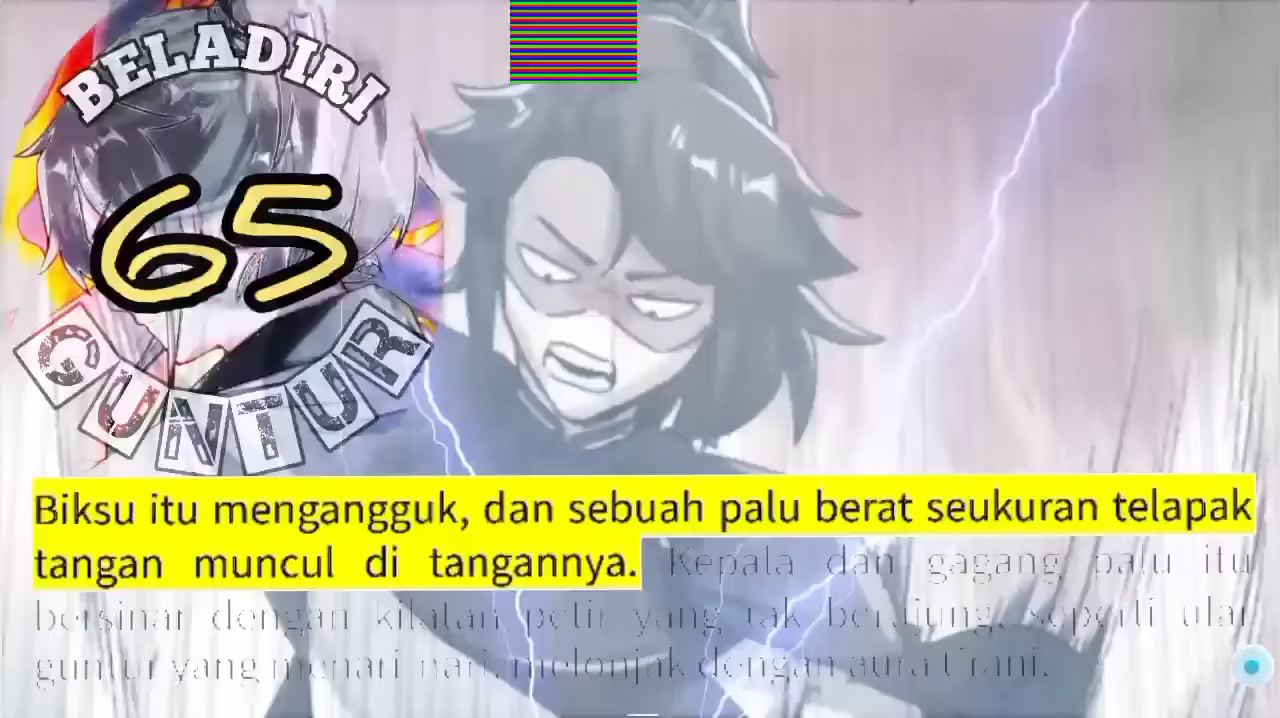 BELADIRI
65
GUNTUR
Biksu itu mengangguk, dan sebuah palu berat seukuran telapak
tangan muncul di tangannya. Kepala dan gagang palu itu
bersinar dengan kilatan petir yang tak berujung, seperti ular
guntur yang menari nari, melonjak dengan aura tirani.